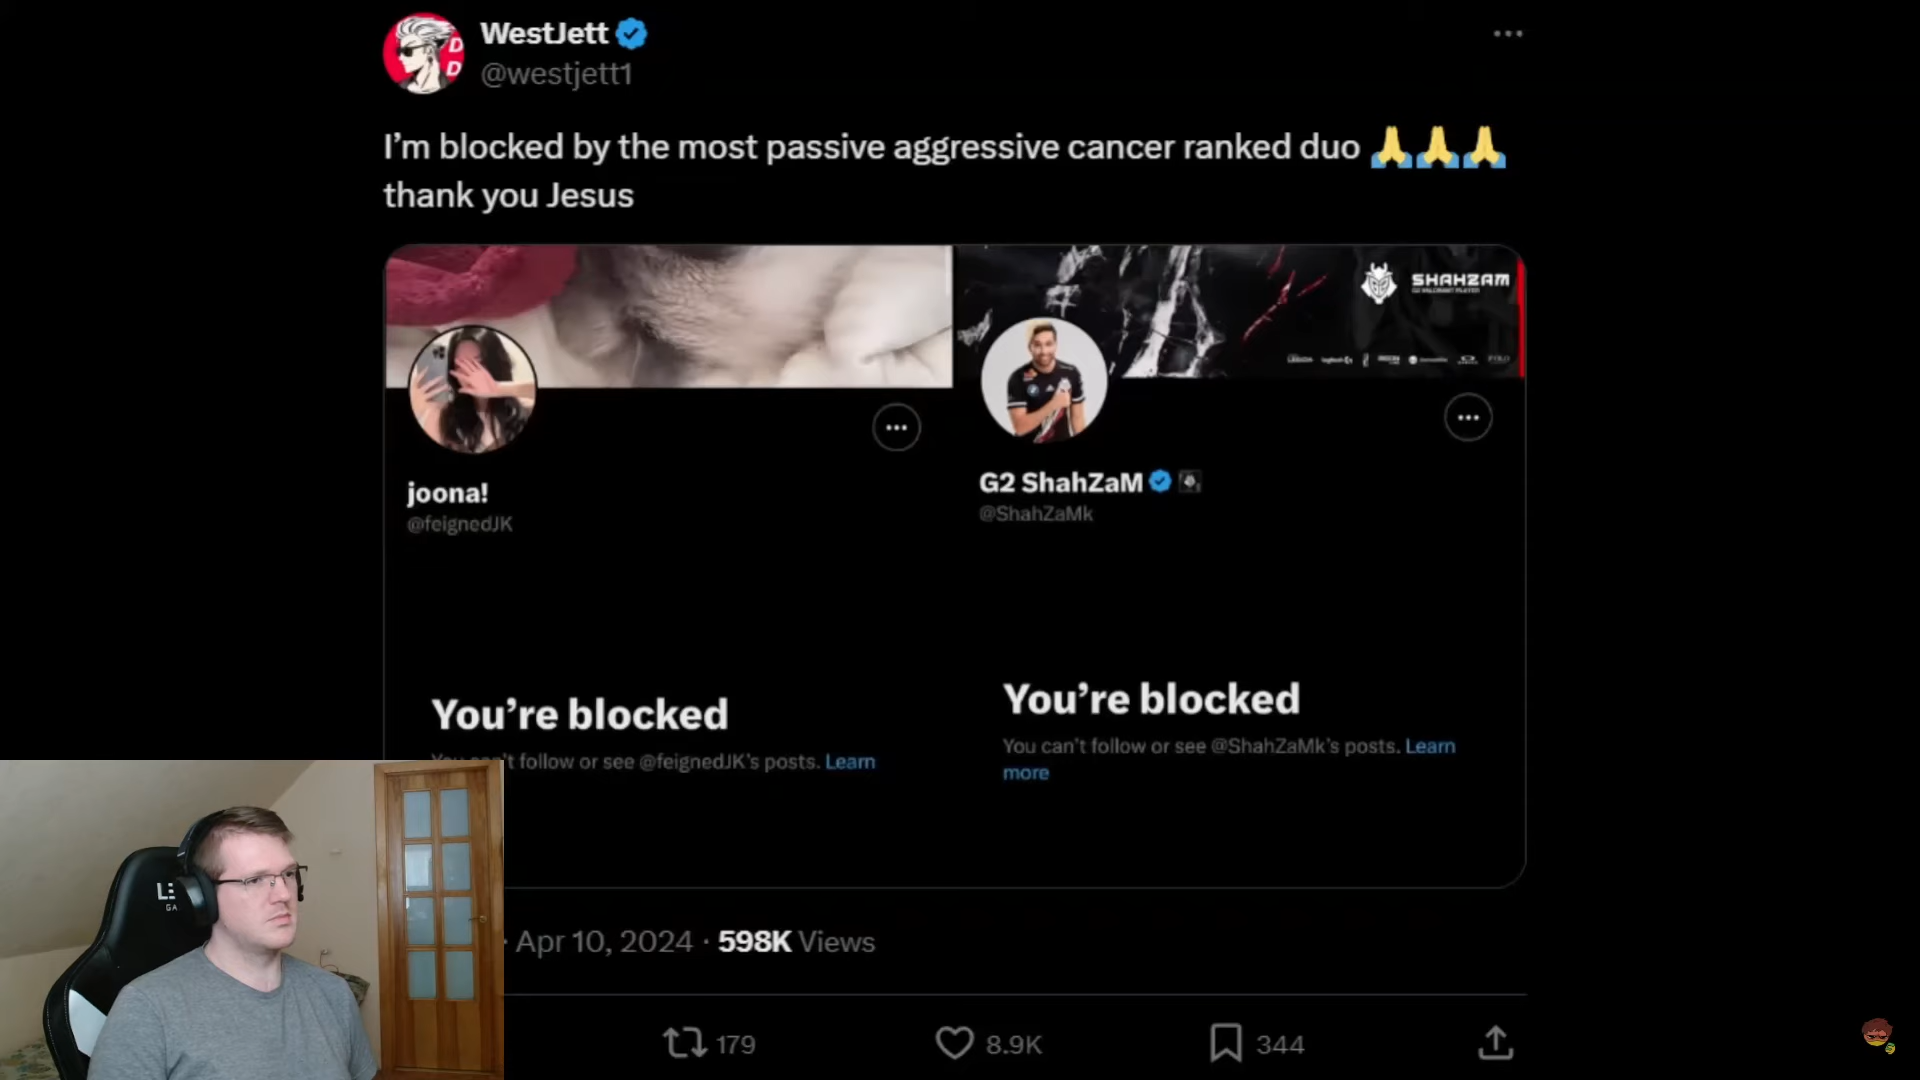 WestJett
@westjett1
I'm blocked by the most passive aggressive cancer ranked duo 🙏🙏🙏
thank you Jesus
SHAHZAM
joona!
@feignedJK
G2 ShahZaM
@ShahZaMk
You're blocked
't follow or see @feignedJK's posts. Learn
You're blocked
You can't follow or see @ShahZaMk's posts. Learn
more
· Apr 10, 2024 · 598K Views
179
8.9K
344